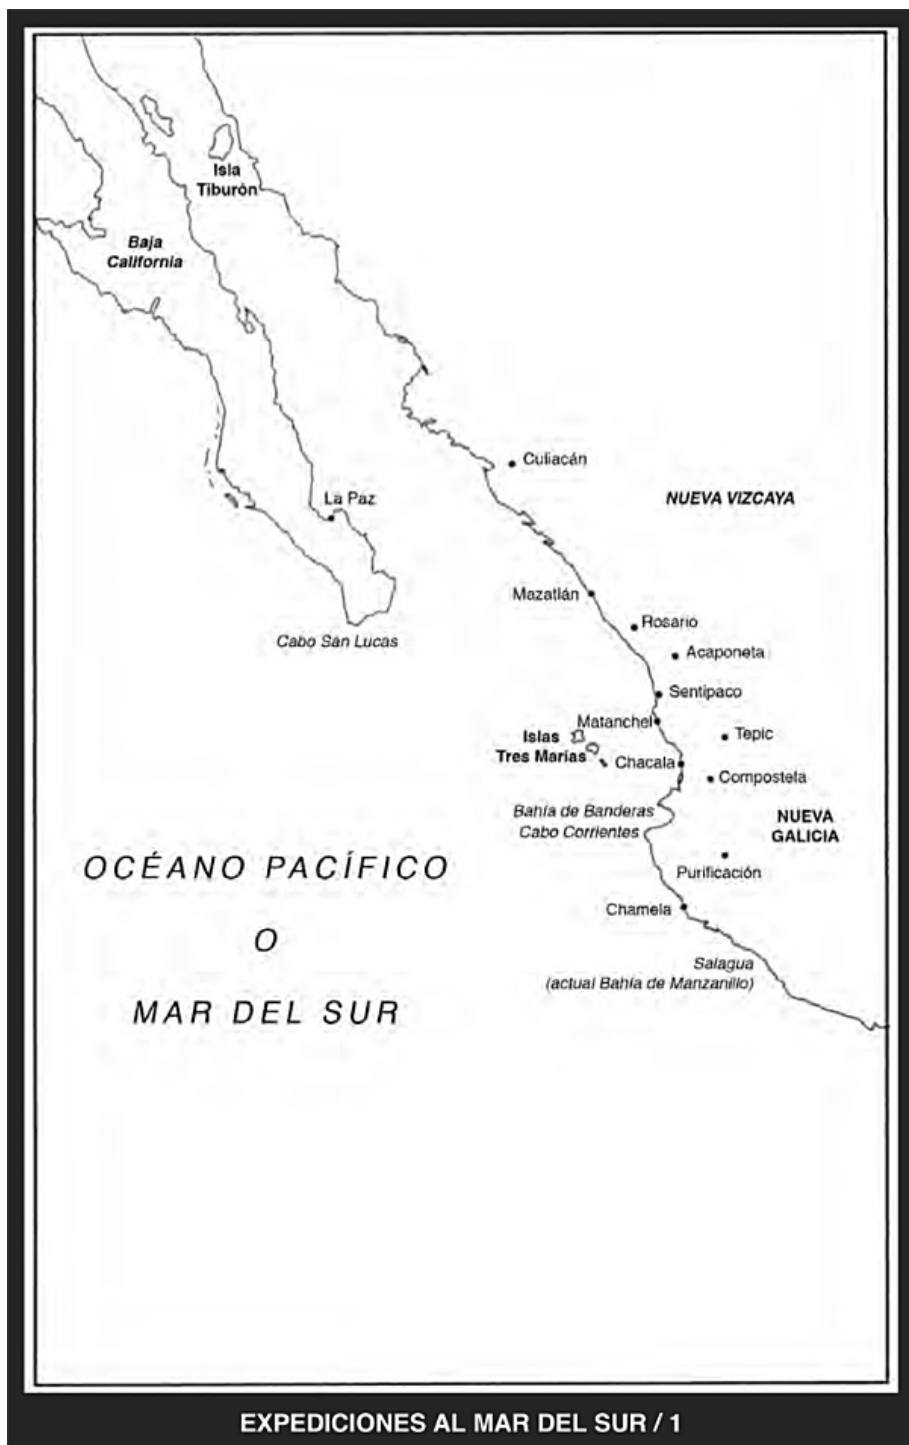 Isla
Tiburón
Baja
California
Culiacán
NUEVA VIZCAYA
La Paz
Mazatlán
Rosario
Cabo San Lucas
Acaponeta
Sentipaco
Matanchel
Islas
Tres Marías
Tepic
Chacala
Compostela
Bahía de Banderas
Cabo Corrientes
NUEVA
GALICIA
OCÉANO PACÍFICO
O
MAR DEL SUR
Purificación
Chamela
Salagua
(actual Bahía de Manzanillo)
EXPEDICIONES AL MAR DEL SUR / 1